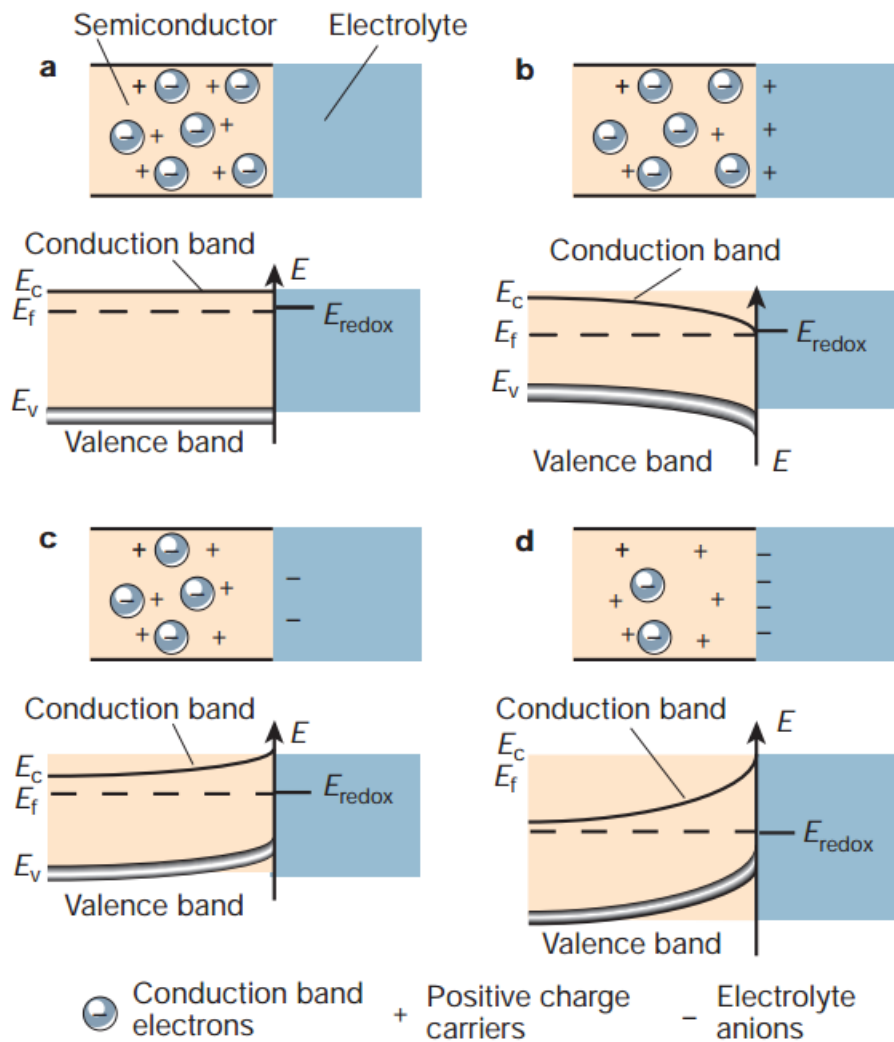 Semiconductor
Electrolyte
a
b
+ − + −
− + − +
+ − + −
+ − − +
− − + +
+ − − +
Conduction band
E
Ec
Ef
Eredox
Ev
Valence band
Conduction band
Ec
Ef
Eredox
Ev
Valence band
E
c
d
+ − +
− + − + −
+ − + −
+ + −
− −
+ + −
+ − + −
Conduction band
E
Ec
Ef
Eredox
Ev
Valence band
Conduction band
E
Ec
Ef
Eredox
Valence band
− Conduction band
electrons
+ Positive charge
carriers
− Electrolyte
anions